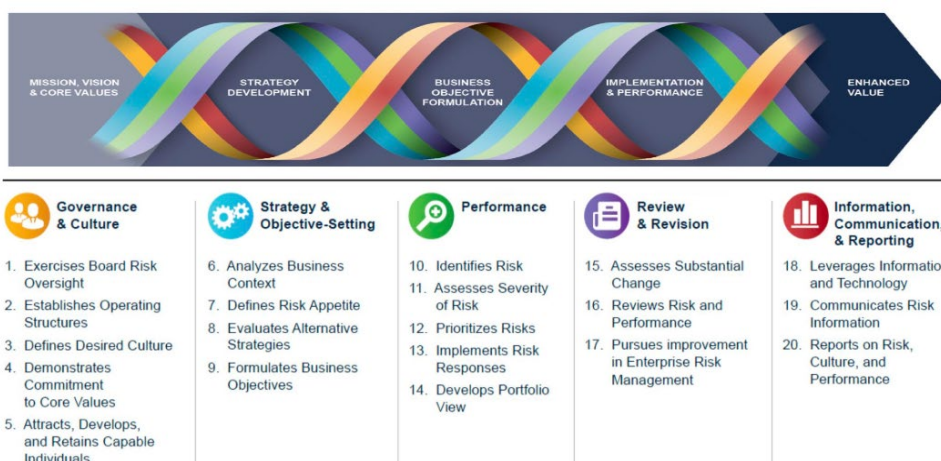 MISSION, VISION
& CORE VALUES
STRATEGY
DEVELOPMENT
BUSINESS
OBJECTIVE
FORMULATION
IMPLEMENTATION
& PERFORMANCE
ENHANCED
VALUE
Governance
& Culture
1. Exercises Board Risk
Oversight
2. Establishes Operating
Structures
3. Defines Desired Culture
4. Demonstrates
Commitment
to Core Values
5. Attracts, Develops,
and Retains Capable
Individuals
Strategy &
Objective-Setting
6. Analyzes Business
Context
7. Defines Risk Appetite
8. Evaluates Alternative
Strategies
9. Formulates Business
Objectives
Performance
10. Identifies Risk
11. Assesses Severity
of Risk
12. Prioritizes Risks
13. Implements Risk
Responses
14. Develops Portfolio
View
Review
& Revision
15. Assesses Substantial
Change
16. Reviews Risk and
Performance
17. Pursues improvement
in Enterprise Risk
Management
Information,
Communication,
& Reporting
18. Leverages Informatio
and Technology
19. Communicates Risk
Information
20. Reports on Risk,
Culture, and
Performance